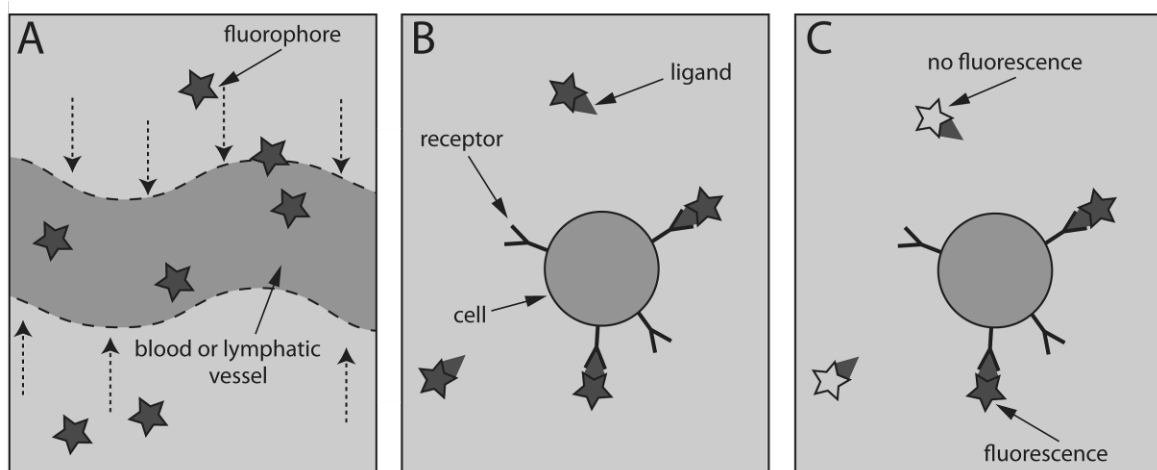 A
fluorophore
blood or lymphatic
vessel
B
ligand
receptor
cell
C
no fluorescence
fluorescence